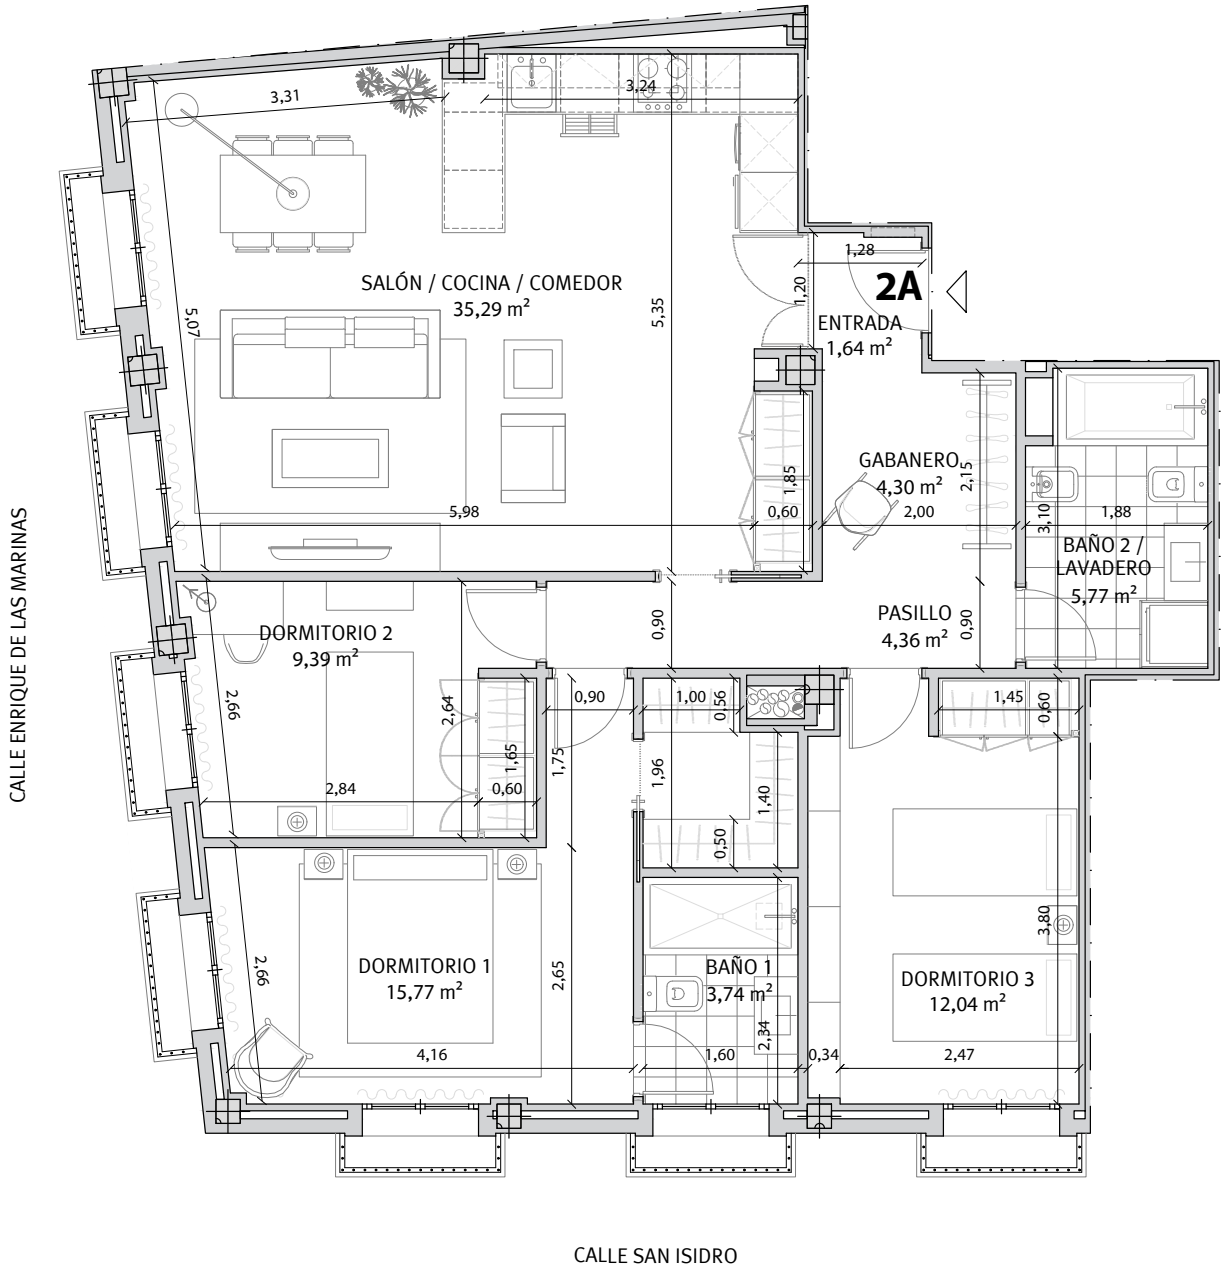 3,31
3,24
1,28
2A
1,20
SALÓN / COCINA / COMEDOR
35,29 m²
5,07
5,35
ENTRADA
1,64 m²
GABANERO
4,30 m²
2,15
1,85
5,98
0,60
2,00
3,10
1,88
BAÑO 2 /
LAVADERO
5,77 m²
CALLE ENRIQUE DE LAS MARINAS
DORMITORIO 2
9,39 m²
0,90
PASILLO
4,36 m²
0,90
2,66
2,64
0,90
1,00
0,56
1,45
0,60
1,65
1,75
1,96
1,40
2,84
0,60
0,50
DORMITORIO 1
15,77 m²
2,66
2,65
BAÑO 1
3,74 m²
3,80
DORMITORIO 3
12,04 m²
2,34
4,16
1,60
0,34
2,47
CALLE SAN ISIDRO